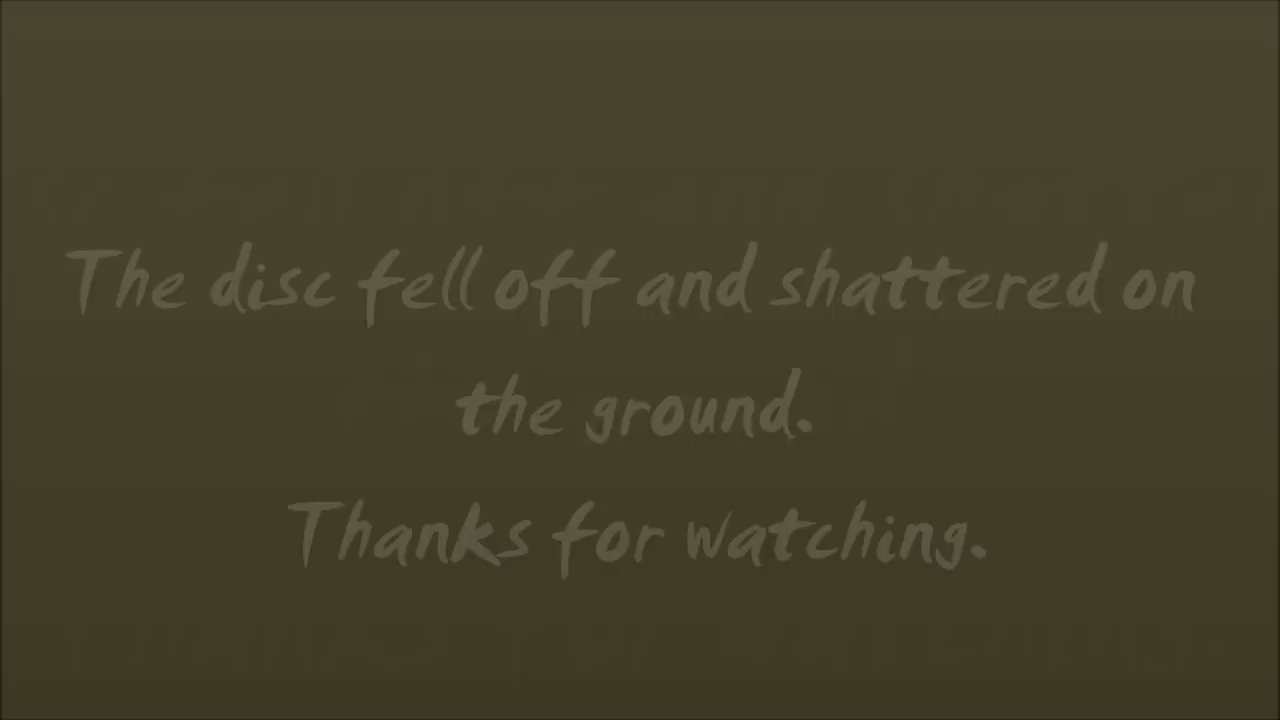 The disc fell off and shattered on
the ground.
Thanks for watching.